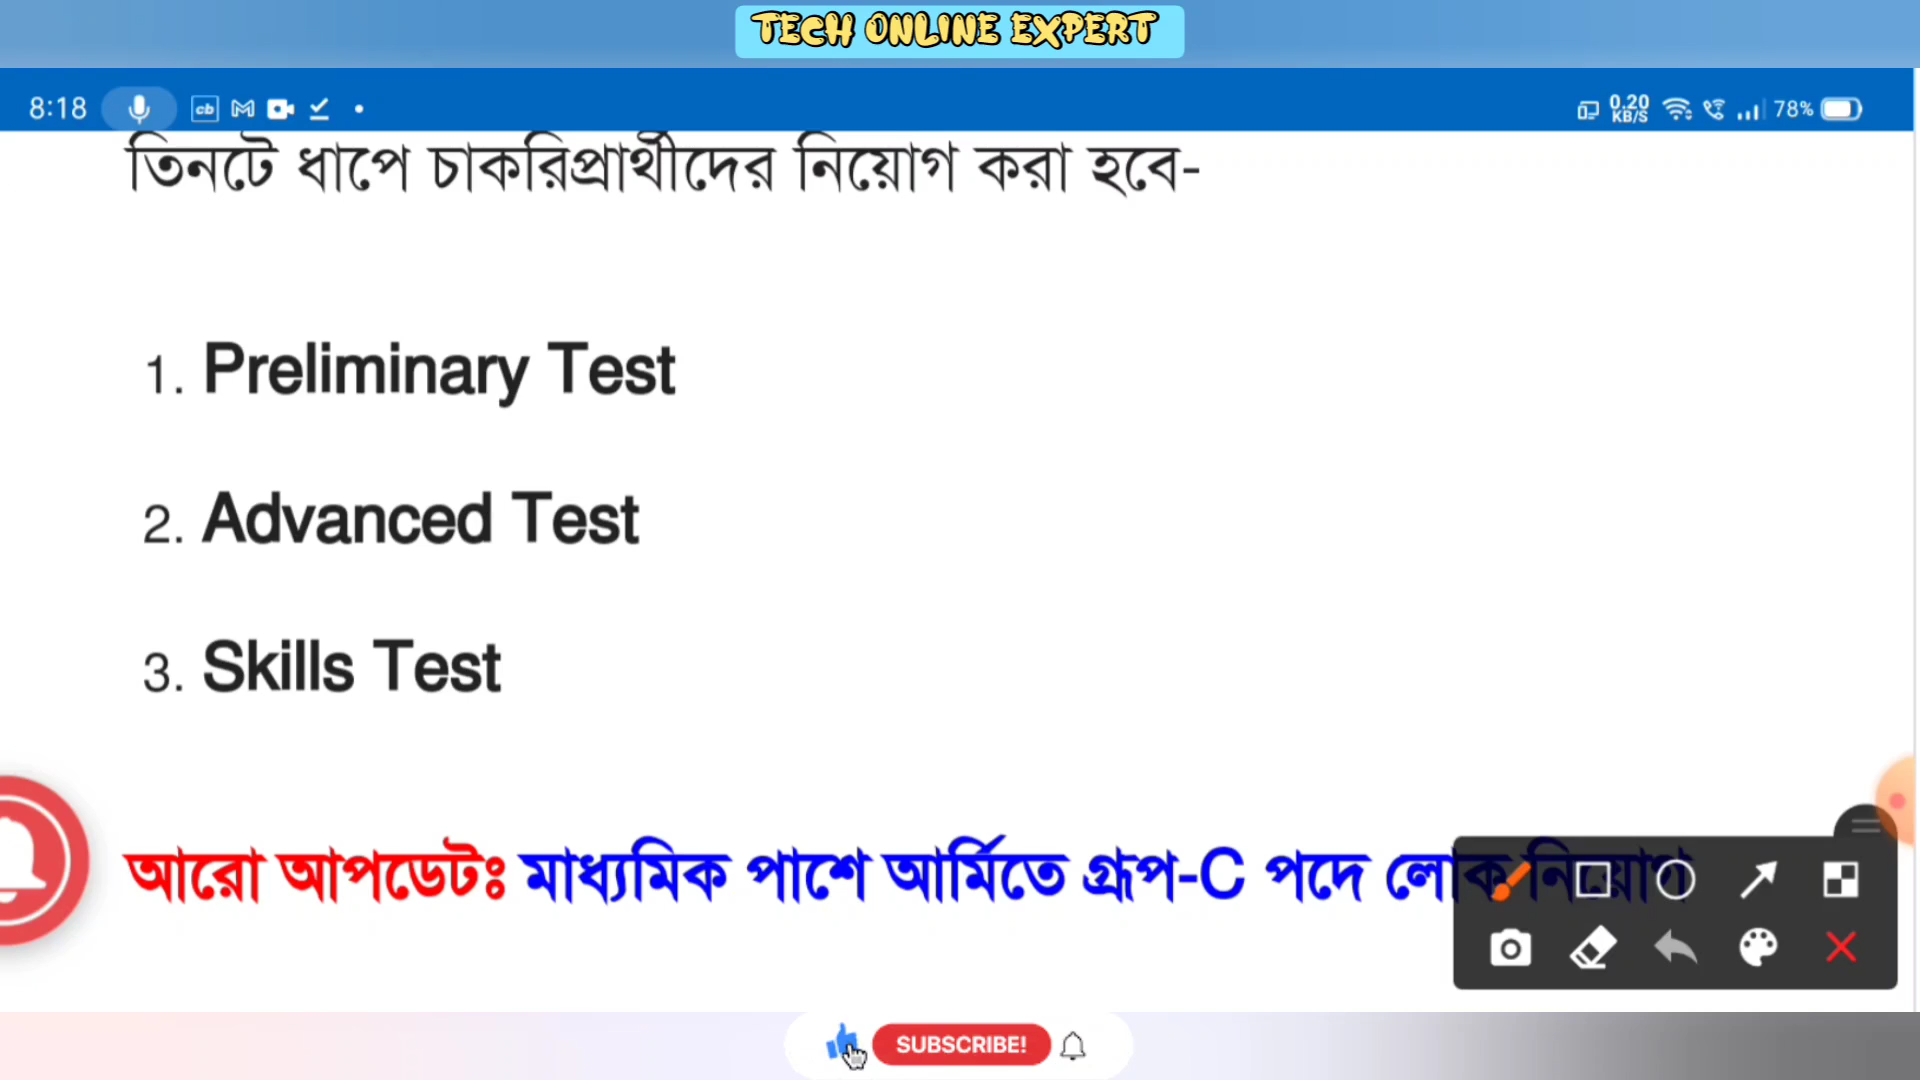 TECH ONLINE EXPERT
8:18 cb 0.20 KB/S 78%
তিনটে ধাপে চাকরিপ্রার্থীদের নিয়োগ করা হবে-
1. Preliminary Test
2. Advanced Test
3. Skills Test
আরো আপডেটঃ মাধ্যমিক পাশে আর্মিতে গ্রূপ-C পদে লোক নিয়োগ
SUBSCRIBE!